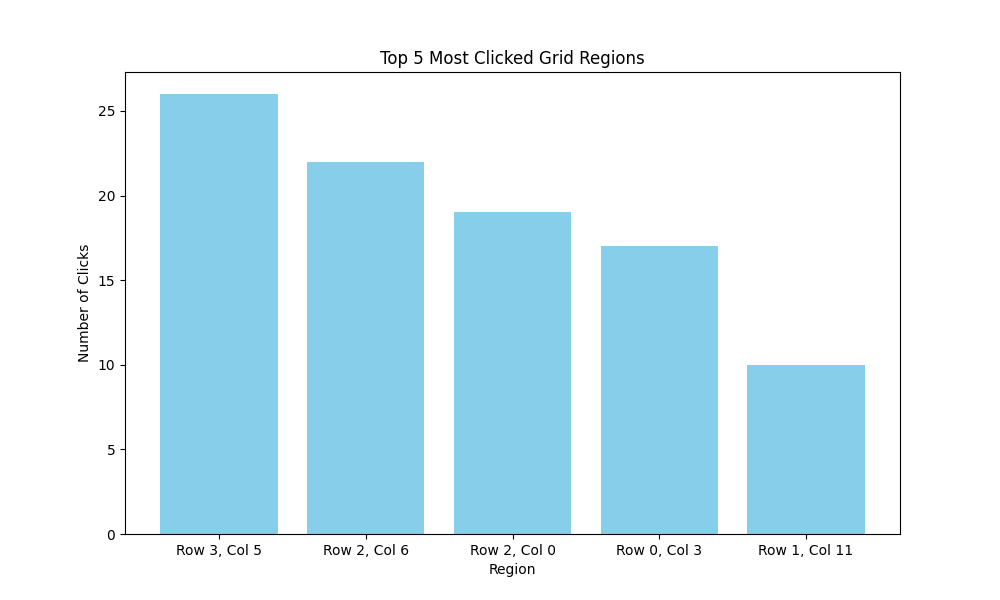 Top 5 Most Clicked Grid Regions
Number of Clicks
25
20
15
10
5
0
Row 3, Col 5
Row 2, Col 6
Row 2, Col 0
Row 0, Col 3
Row 1, Col 11
Region